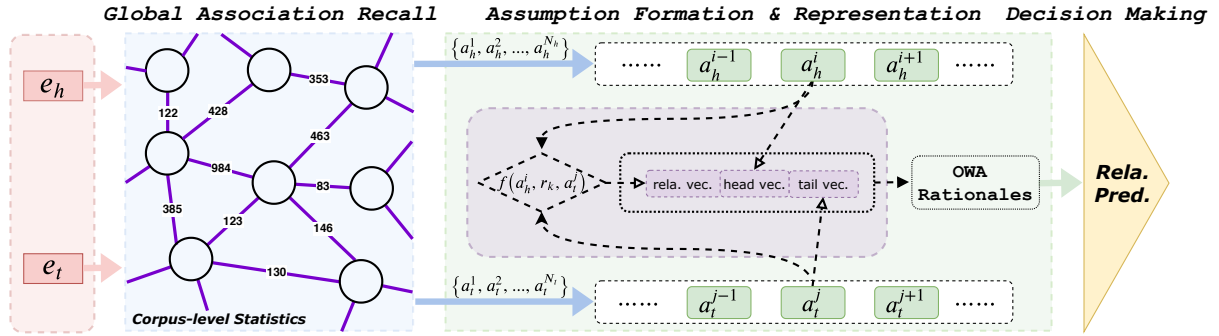 Global Association Recall
Assumption Formation & Representation
Decision Making
e_h
e_t
353
122
428
463
984
83
385
123
146
130
Corpus-level Statistics
{a_h^1, a_h^2, ..., a_h^{N_h}}
...... a_h^{i-1} a_h^i a_h^{i+1} ......
f(a_h^i, r_k, a_t^j)
rela. vec. head vec. tail vec.
OWA
Rationales
Rela.
Pred.
{a_t^1, a_t^2, ..., a_t^{N_t}}
...... a_t^{j-1} a_t^j a_t^{j+1} ......